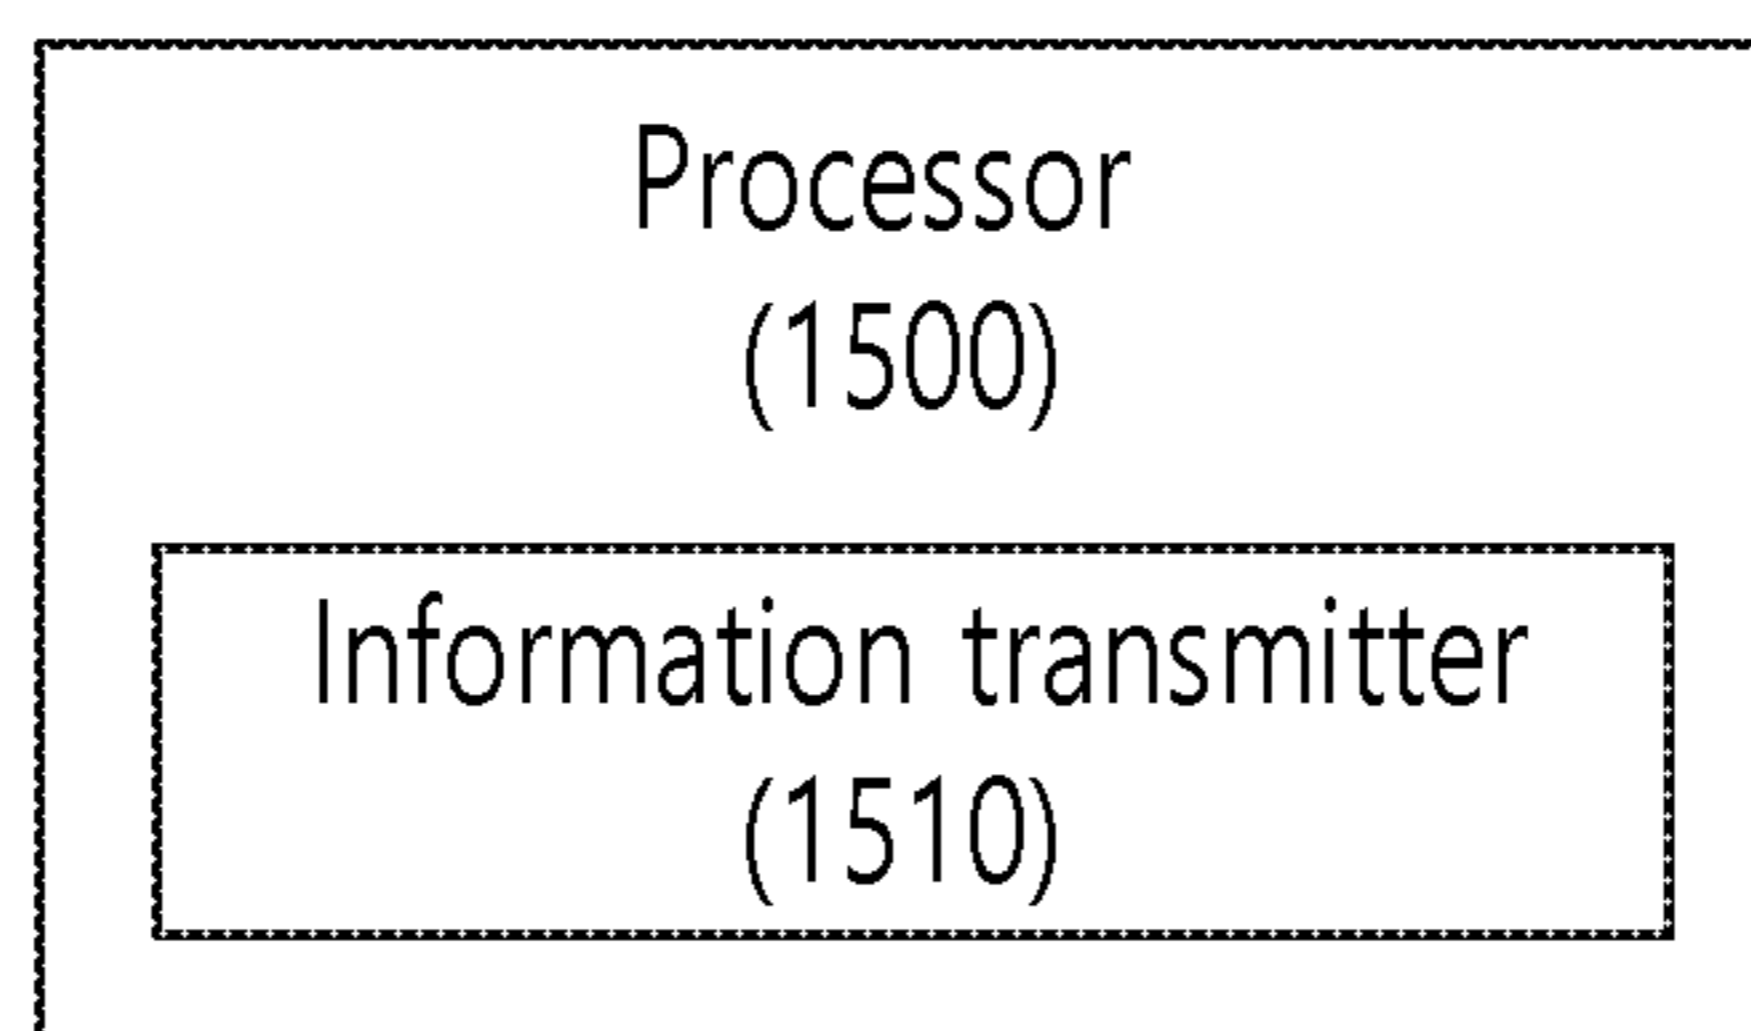 Processor
(1500)
Information transmitter
(1510)